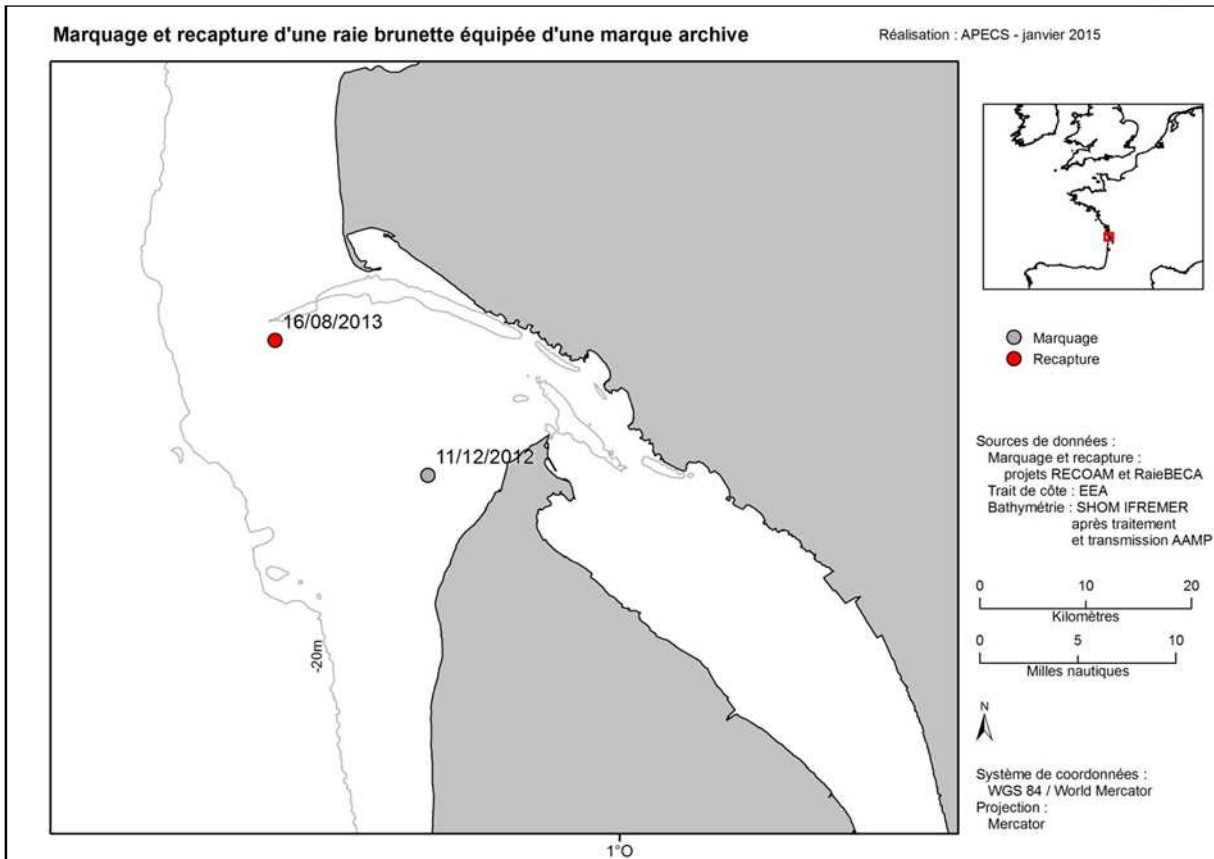 Marquage et recapture d'une raie brunette équipée d'une marque archive
Réalisation : APECS - janvier 2015
16/08/2013
11/12/2012
-20m
1°O
Marquage
Recapture
Sources de données :
Marquage et recapture :
projets RECOAM et RaieBECA
Trait de côte : EEA
Bathymétrie : SHOM IFREMER
après traitement
et transmission AAMP
0 10 20
Kilomètres
0 5 10
Milles nautiques
N
Système de coordonnées :
WGS 84 / World Mercator
Projection :
Mercator